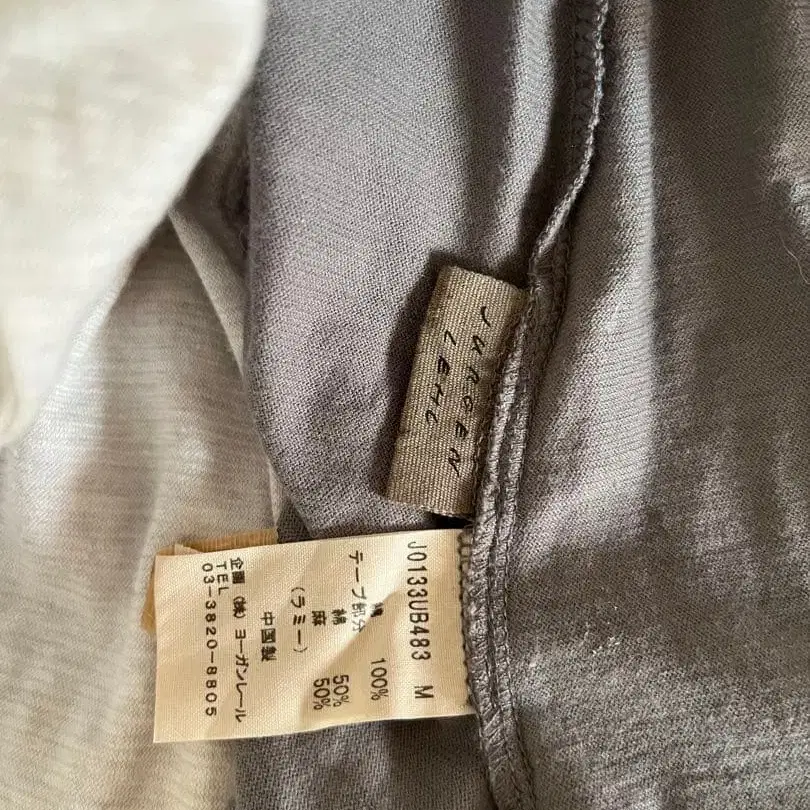 JURGEN
LEHL
J0133UB483 M
綿 100%
テープ部分
綿 50%
麻 50%
(ラミー)
中国製
企画 (株) ヨーガンレール
TEL
03-3820-8805